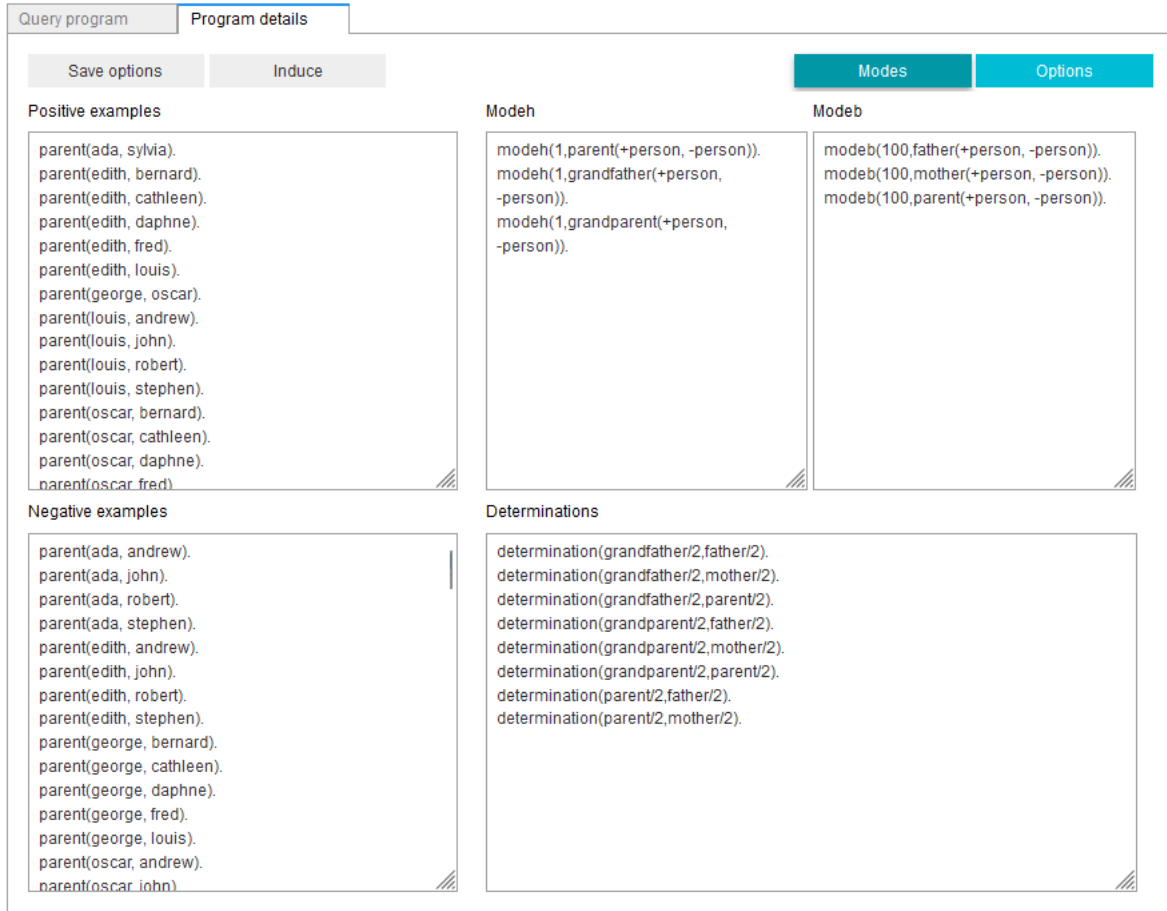 Query program
Program details
Save options
Induce
Modes
Options
Positive examples
parent(ada, sylvia).
parent(edith, bernard).
parent(edith, cathleen).
parent(edith, daphne).
parent(edith, fred).
parent(edith, louis).
parent(george, oscar).
parent(louis, andrew).
parent(louis, john).
parent(louis, robert).
parent(louis, stephen).
parent(oscar, bernard).
parent(oscar, cathleen).
parent(oscar, daphne).
parent(oscar, fred)
Modeh
modeh(1,parent(+person, -person)).
modeh(1,grandfather(+person,
-person)).
modeh(1,grandparent(+person,
-person)).
Modeb
modeb(100,father(+person, -person)).
modeb(100,mother(+person, -person)).
modeb(100,parent(+person, -person)).
Negative examples
parent(ada, andrew).
parent(ada, john).
parent(ada, robert).
parent(ada, stephen).
parent(edith, andrew).
parent(edith, john).
parent(edith, robert).
parent(edith, stephen).
parent(george, bernard).
parent(george, cathleen).
parent(george, daphne).
parent(george, fred).
parent(george, louis).
parent(oscar, andrew).
parent(oscar, john)
Determinations
determination(grandfather/2,father/2).
determination(grandfather/2,mother/2).
determination(grandfather/2,parent/2).
determination(grandparent/2,father/2).
determination(grandparent/2,mother/2).
determination(grandparent/2,parent/2).
determination(parent/2,father/2).
determination(parent/2,mother/2).